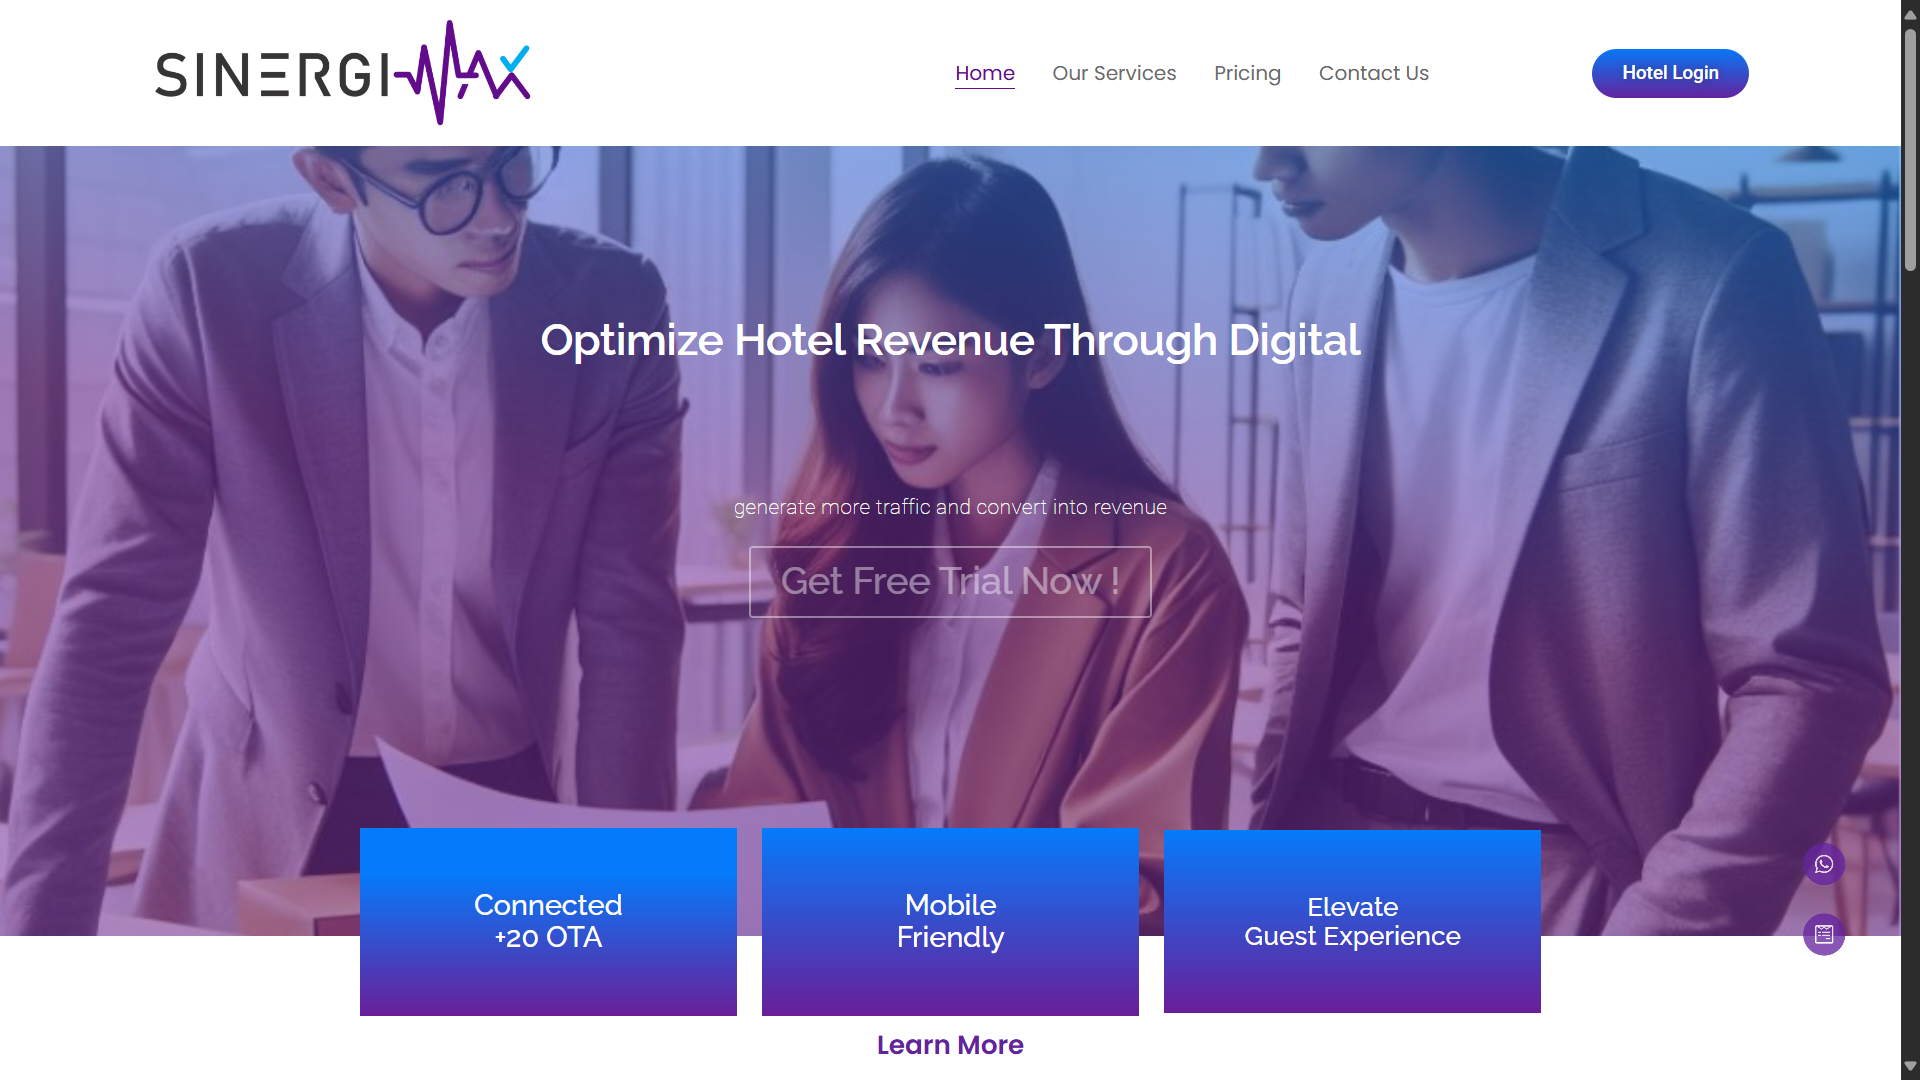 SINERGIMAX
Home
Our Services
Pricing
Contact Us
Hotel Login
Optimize Hotel Revenue Through Digital
generate more traffic and convert into revenue
Get Free Trial Now !
Connected
+20 OTA
Mobile
Friendly
Elevate
Guest Experience
Learn More